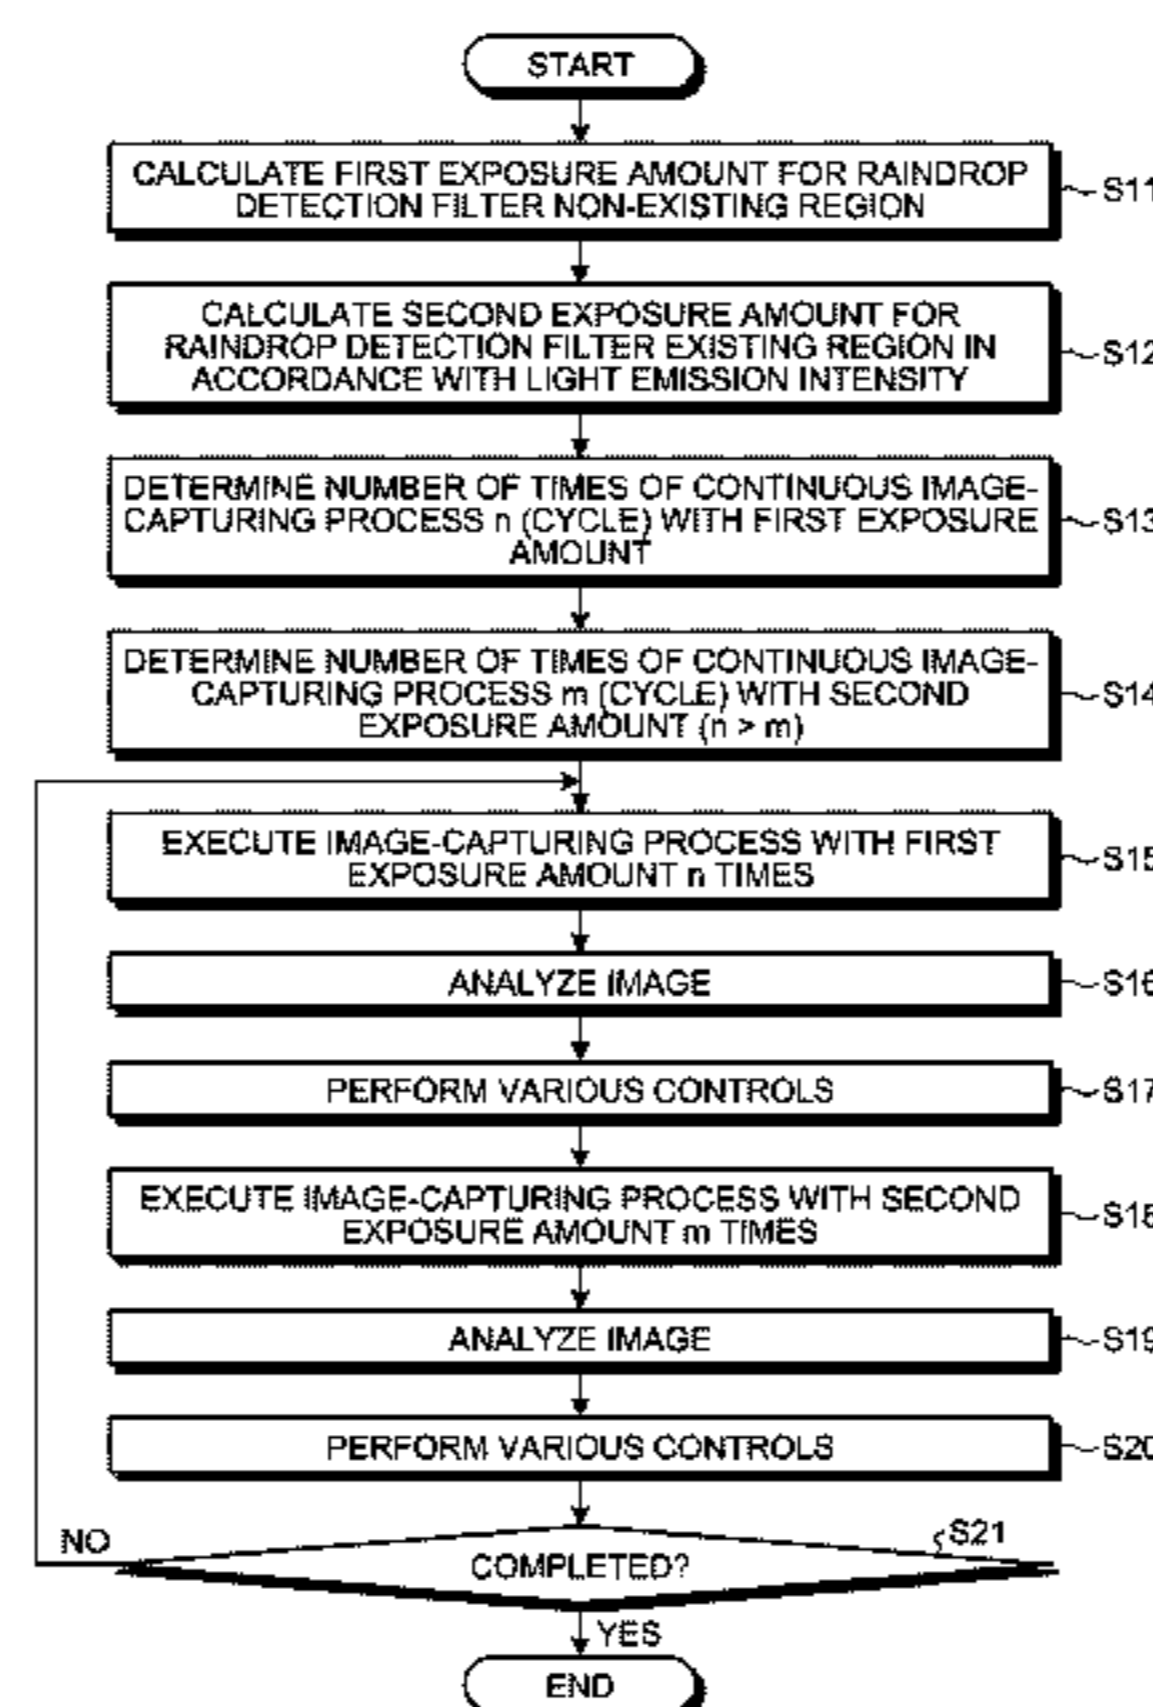 START
CALCULATE FIRST EXPOSURE AMOUNT FOR RAINDROP
DETECTION FILTER NON-EXISTING REGION
S11
CALCULATE SECOND EXPOSURE AMOUNT FOR
RAINDROP DETECTION FILTER EXISTING REGION IN
ACCORDANCE WITH LIGHT EMISSION INTENSITY
S12
DETERMINE NUMBER OF TIMES OF CONTINUOUS IMAGE-
CAPTURING PROCESS n (CYCLE) WITH FIRST EXPOSURE
AMOUNT
S13
DETERMINE NUMBER OF TIMES OF CONTINUOUS IMAGE-
CAPTURING PROCESS m (CYCLE) WITH SECOND
EXPOSURE AMOUNT (n > m)
S14
EXECUTE IMAGE-CAPTURING PROCESS WITH FIRST
EXPOSURE AMOUNT n TIMES
S15
ANALYZE IMAGE
S16
PERFORM VARIOUS CONTROLS
S17
EXECUTE IMAGE-CAPTURING PROCESS WITH SECOND
EXPOSURE AMOUNT m TIMES
S18
ANALYZE IMAGE
S19
PERFORM VARIOUS CONTROLS
S20
NO
S21
COMPLETED?
YES
END